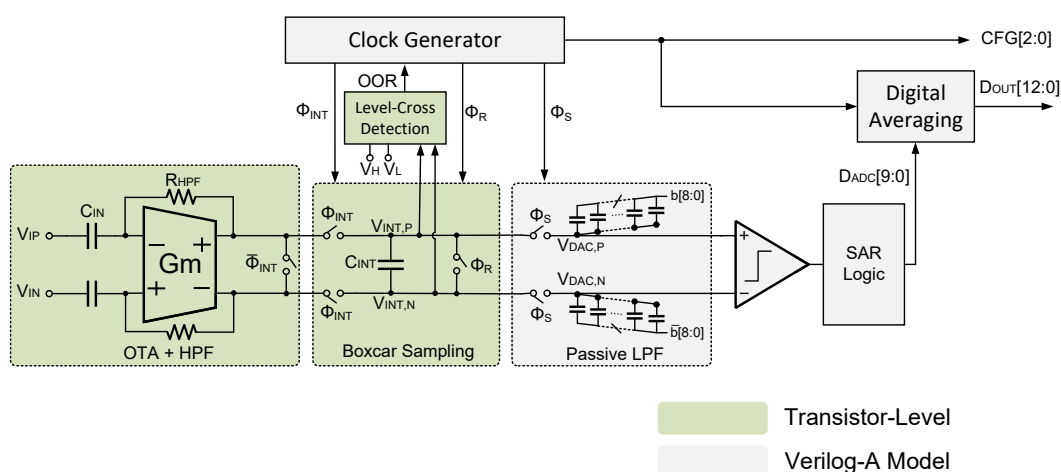 Clock Generator
CFG[2:0]
OOR
DOUT[12:0]
ΦINT
Level-Cross
Detection
ΦR
ΦS
Digital
Averaging
VH VL
DADC[9:0]
RHPF
CIN
VIP
Gm
− +
+ −
Φ̅INT
VIN
OTA + HPF
ΦINT
VINT,P
CINT
ΦR
VINT,N
ΦINT
Boxcar Sampling
b[8:0]
ΦS
VDAC,P
VDAC,N
ΦS
b̅[8:0]
Passive LPF
+
−
SAR
Logic
Transistor-Level
Verilog-A Model